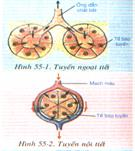 Ống dẫn
chất tiết
Tế bào
tuyến
Hình 55-1. Tuyến ngoại tiết
Mạch máu
Tế bào
tuyến
Hình 55-2. Tuyến nội tiết